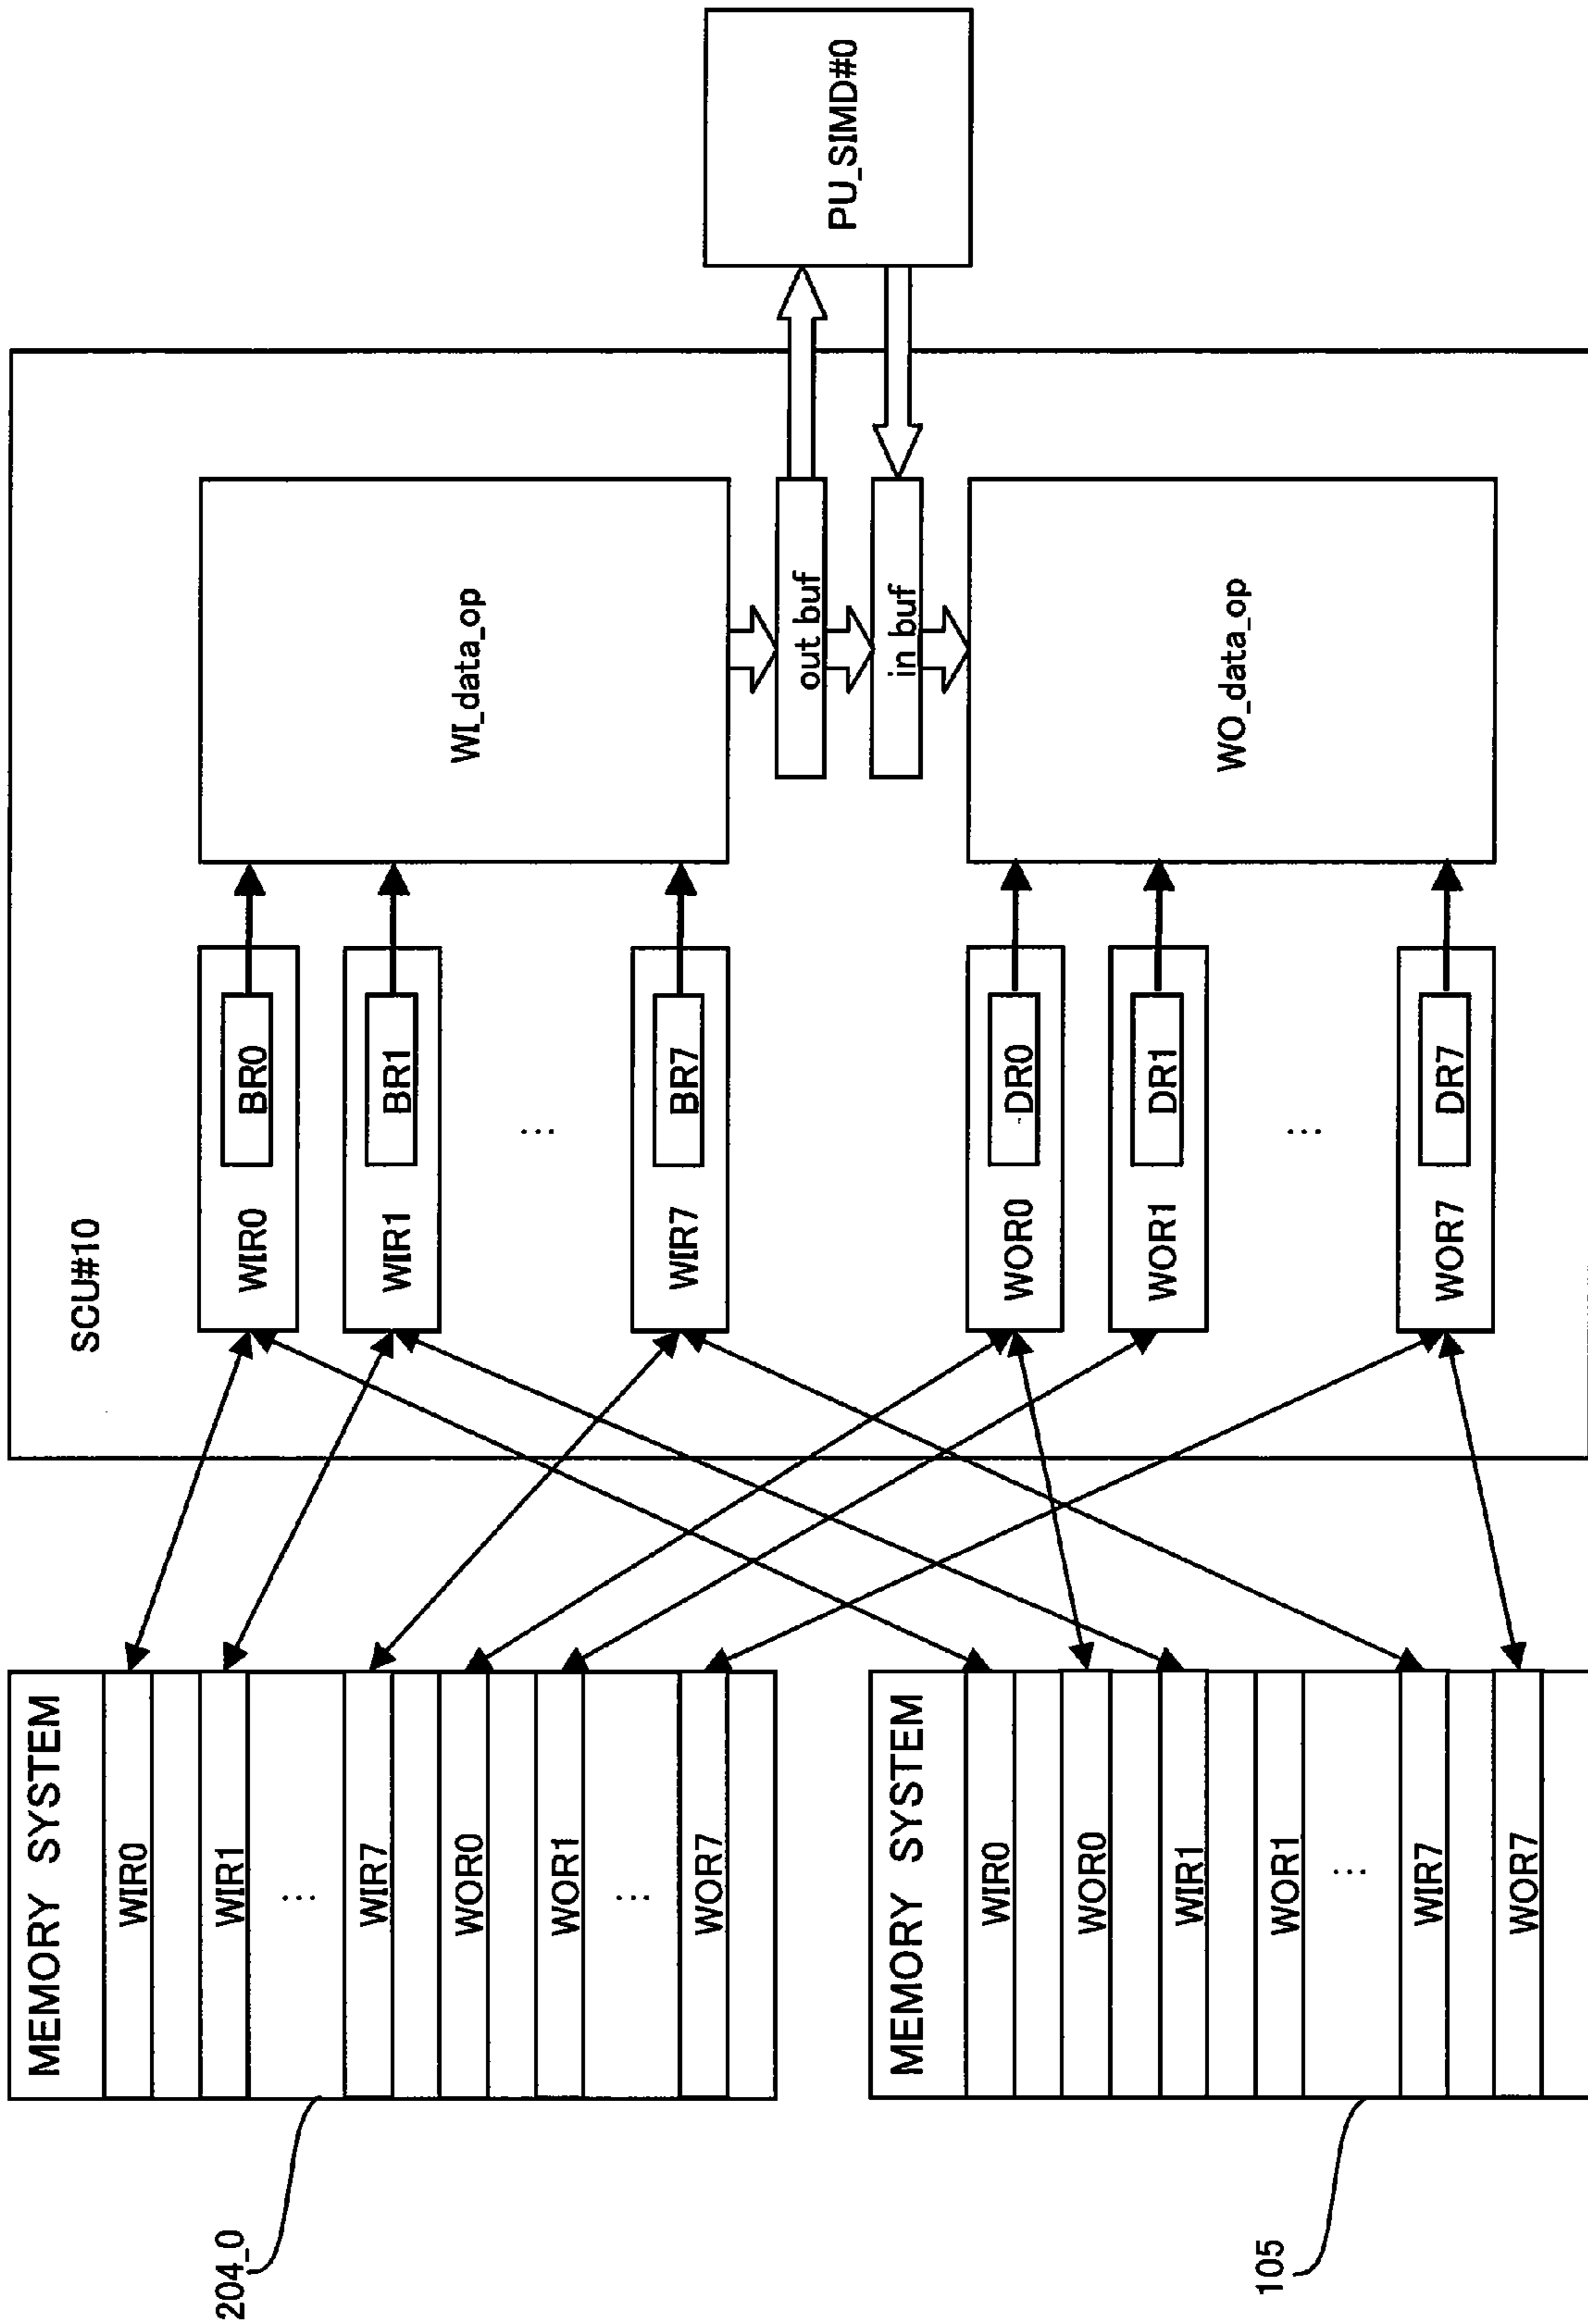 204_0
MEMORY SYSTEM
WIR0
WIR1
...
WIR7
WOR0
WOR1
...
WOR7
105
MEMORY SYSTEM
WIR0
WOR0
WIR1
WOR1
...
WIR7
WOR7
SCU#10
WIR0 BR0
WIR1 BR1
...
WIR7 BR7
WOR0 DR0
WOR1 DR1
...
WOR7 DR7
WI_data_op
out buf
in buf
WO_data_op
PU_SIMD#0